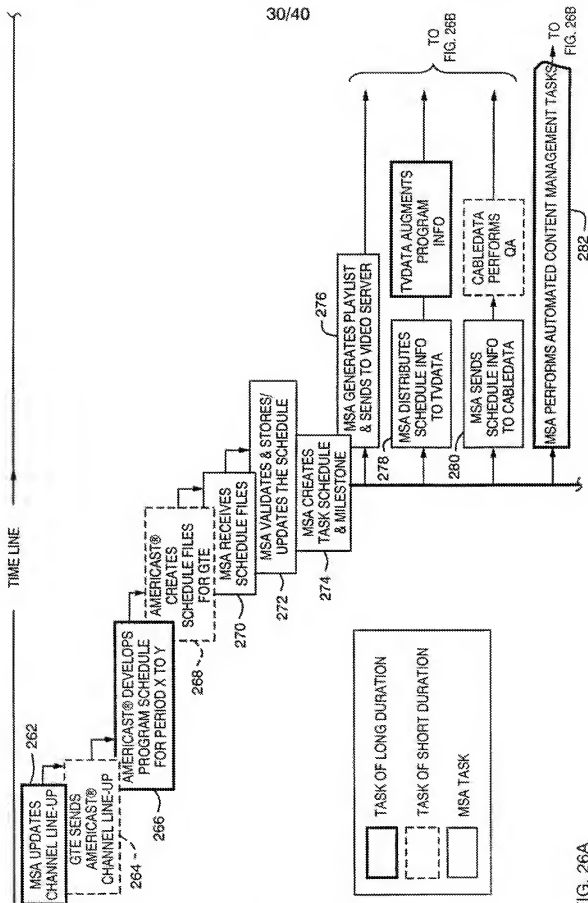 30/40
TIME LINE
262
MSA UPDATES
CHANNEL LINE-UP
GTE SENDS
AMERICAST®
CHANNEL LINE-UP
264
AMERICAST® DEVELOPS
PROGRAM SCHEDULE
FOR PERIOD X TO Y
266
AMERICAST®
CREATES
SCHEDULE FILES
FOR GTE
268
MSA RECEIVES
SCHEDULE FILES
270
MSA VALIDATES & STORES/
UPDATES THE SCHEDULE
272
MSA CREATES
TASK SCHEDULE
& MILESTONE
274
276
MSA GENERATES PLAYLIST
& SENDS TO VIDEO SERVER
278
MSA DISTRIBUTES
SCHEDULE INFO
TO TVDATA
TVDATA AUGMENTS
PROGRAM
INFO
280
MSA SENDS
SCHEDULE INFO
TO CABLEDATA
CABLEDATA
PERFORMS
QA
TO
FIG. 26B
MSA PERFORMS AUTOMATED CONTENT MANAGEMENT TASKS
282
TO
FIG. 26B
TASK OF LONG DURATION
TASK OF SHORT DURATION
MSA TASK
FIG. 26A